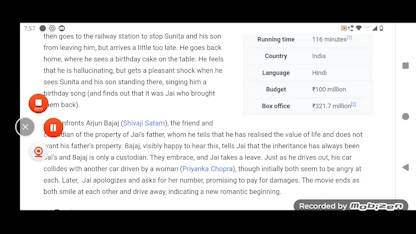 7:57
then goes to the railway station to stop Sunita and his son
from leaving him, but arrives a little too late. He goes back
home, where he sees a birthday cake on the table. He feels
that he is hallucinating, but gets a pleasant shock when he
sees Sunita and his son standing there, singing him a
birthday song (and finds out that it was Jai who brought
them back).
Running time 116 minutes[1]
Country India
Language Hindi
Budget ₹100 million
Box office ₹321.7 million[2]
confronts Arjun Bajaj (Shivaji Satam), the friend and
custodian of the property of Jai's father, whom he tells that he has realised the value of life and does not
want his father's property. Bajaj, visibly happy to hear this, tells Jai that the inheritance has always been
Jai's and Bajaj is only a custodian. They embrace, and Jai takes a leave. Just as he drives out, his car
collides with another car driven by a woman (Priyanka Chopra), though initially both seem to be angry at
each. Later, Jai apologizes and asks for her number, promising to pay for damages. The movie ends as
both smile at each other and drive away, indicating a new romantic beginning.
Recorded by Mobizen